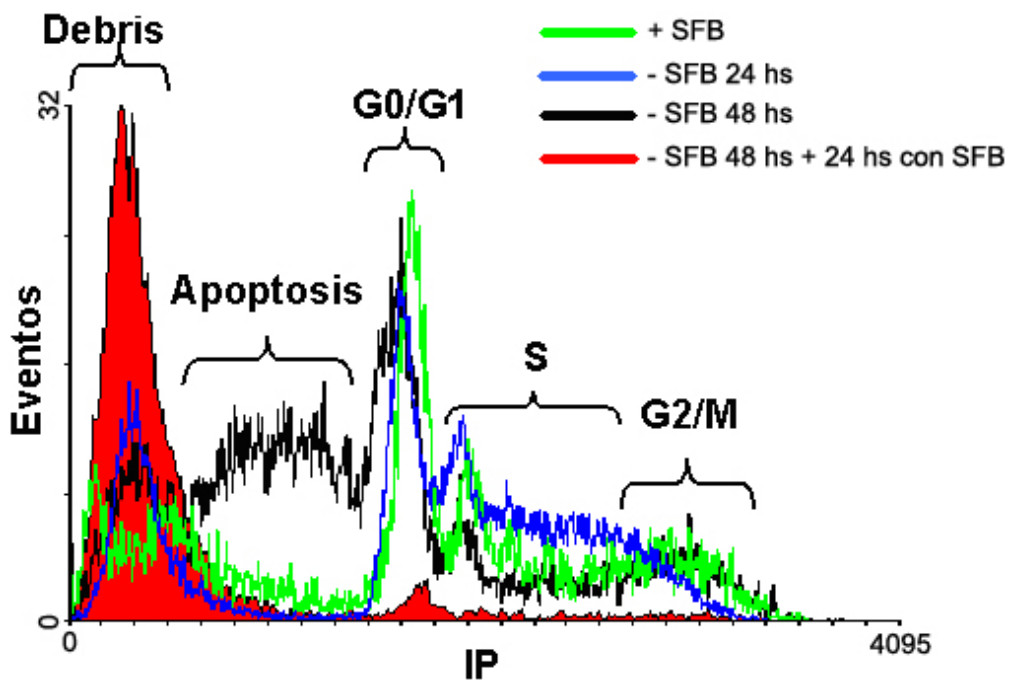 Debris
+ SFB
- SFB 24 hs
- SFB 48 hs
- SFB 48 hs + 24 hs con SFB
G0/G1
32
Apoptosis
S
G2/M
Eventos
0
0
4095
IP